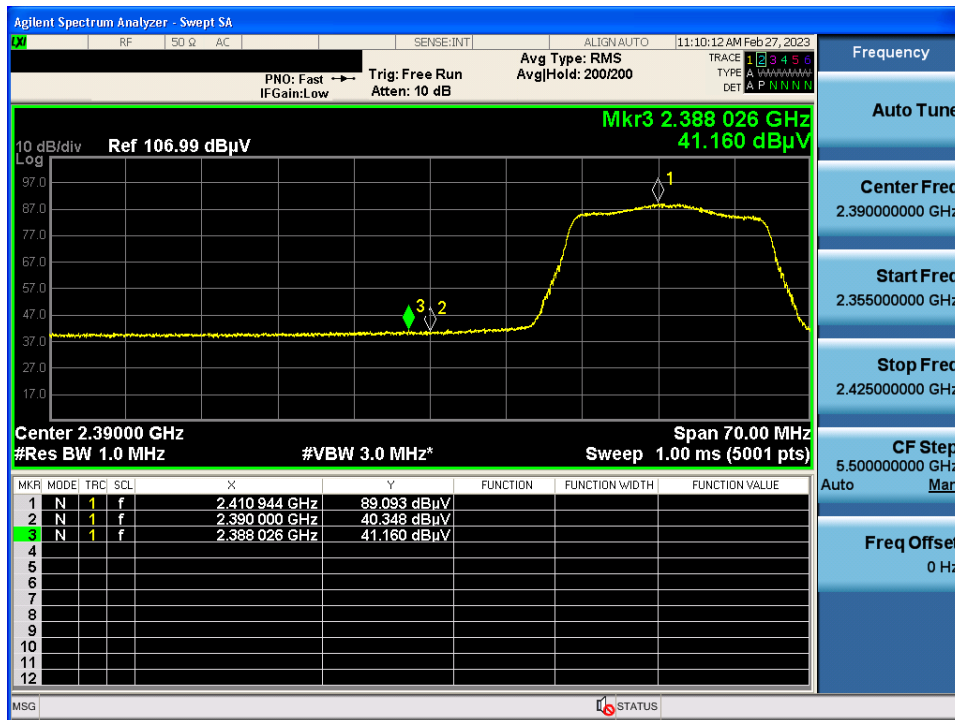 Agilent Spectrum Analyzer - Swept SA
LXI RF 50 Ω AC SENSE:INT ALIGN AUTO 11:10:12 AM Feb 27, 2023
PNO: Fast Trig: Free Run Avg Type: RMS TRACE 1 2 3 4 5 6
IFGain:Low Atten: 10 dB Avg|Hold: 200/200 TYPE A WWWWW
DET A P N N N N
Mkr3 2.388 026 GHz
41.160 dBµV
10 dB/div Ref 106.99 dBµV
Log
97.0
87.0
77.0
67.0
57.0
47.0
37.0
27.0
17.0
1
3 2
Center 2.39000 GHz Span 70.00 MHz
#Res BW 1.0 MHz #VBW 3.0 MHz* Sweep 1.00 ms (5001 pts)
MKR MODE TRC SCL X Y FUNCTION FUNCTION WIDTH FUNCTION VALUE
1 N 1 f 2.410 944 GHz 89.093 dBµV
2 N 1 f 2.390 000 GHz 40.348 dBµV
3 N 1 f 2.388 026 GHz 41.160 dBµV
4
5
6
7
8
9
10
11
12
MSG STATUS
Frequency
Auto Tune
Center Freq
2.390000000 GHz
Start Freq
2.355000000 GHz
Stop Freq
2.425000000 GHz
CF Step
5.500000000 GHz
Auto Man
Freq Offset
0 Hz